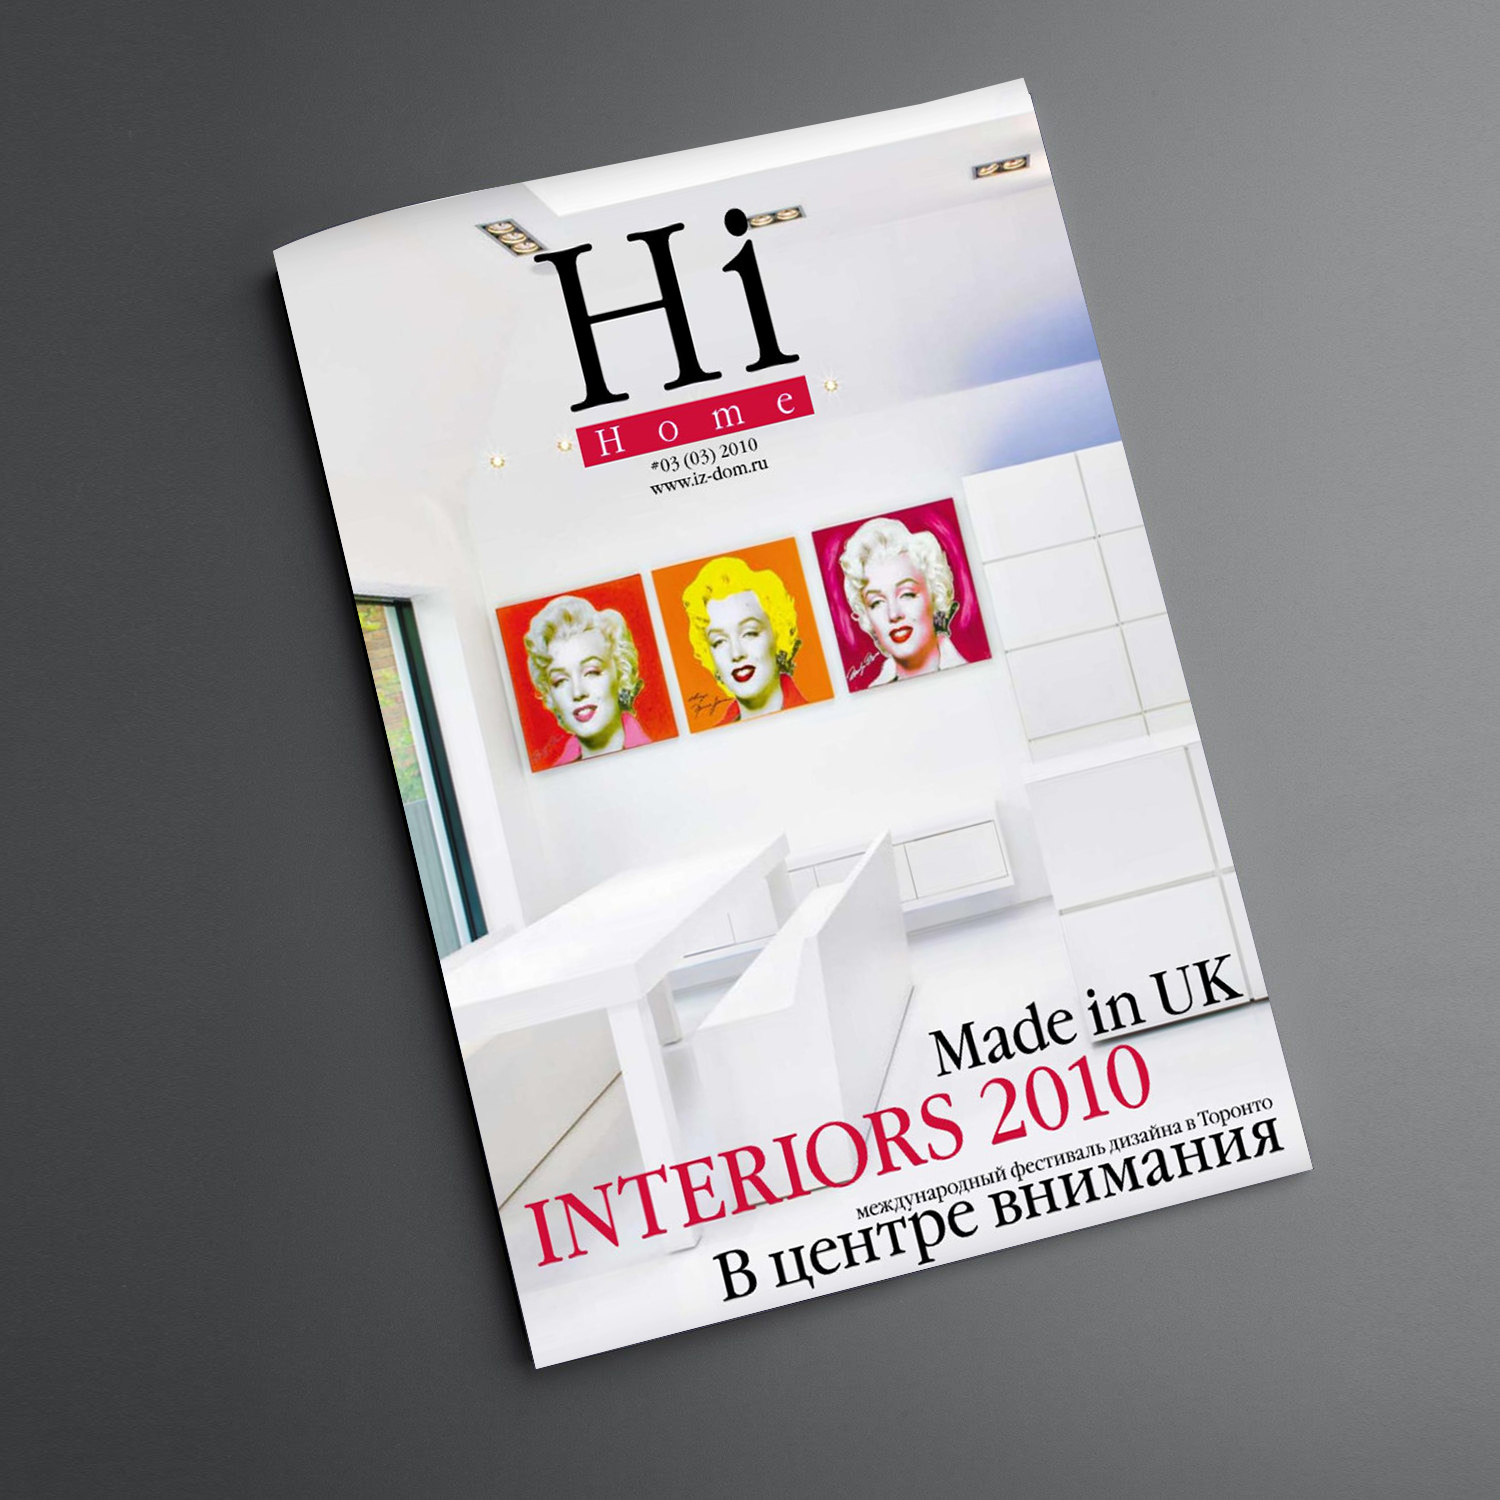 Hi
Home
#03 (03) 2010
www.iz-dom.ru
Made in UK
INTERIORS 2010
международный фестиваль дизайна в Торонто
В центре внимания